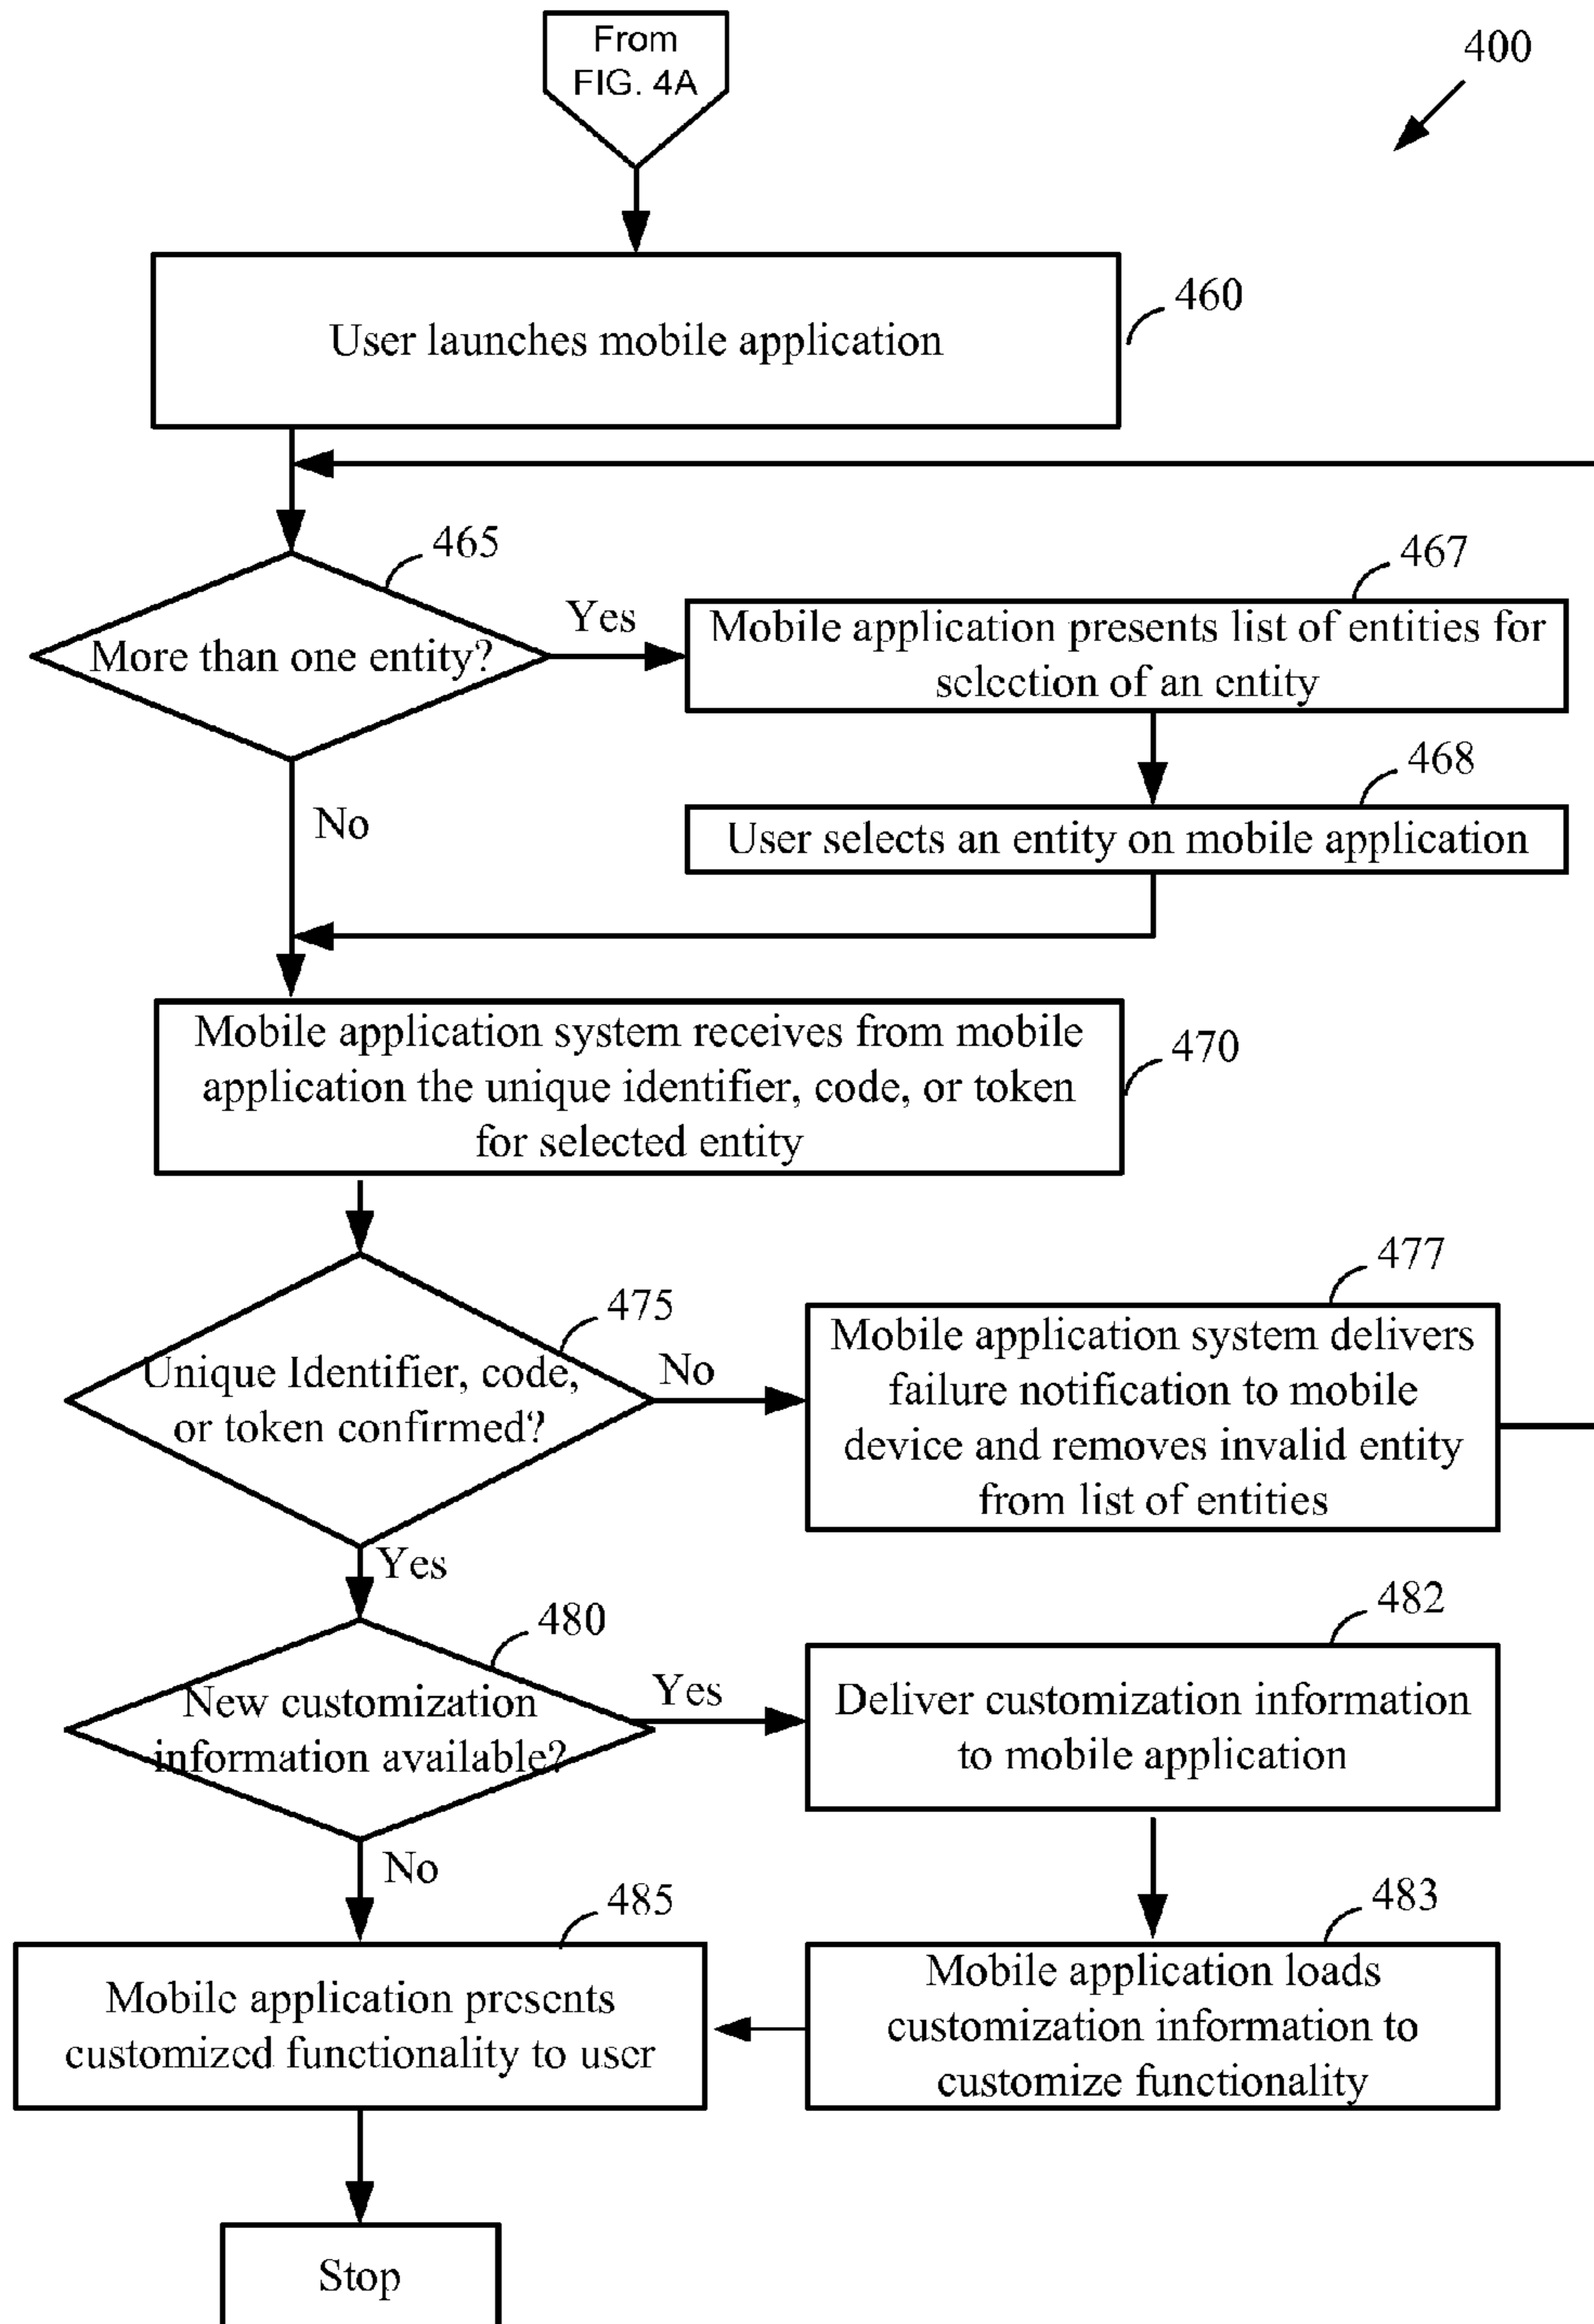 From
FIG. 4A
400
User launches mobile application
460
465
More than one entity?
Yes
467
Mobile application presents list of entities for
selection of an entity
No
468
User selects an entity on mobile application
Mobile application system receives from mobile
application the unique identifier, code, or token
for selected entity
470
475
Unique Identifier, code,
or token confirmed?
No
477
Mobile application system delivers
failure notification to mobile
device and removes invalid entity
from list of entities
Yes
480
New customization
information available?
Yes
482
Deliver customization information
to mobile application
No
485
Mobile application presents
customized functionality to user
483
Mobile application loads
customization information to
customize functionality
Stop